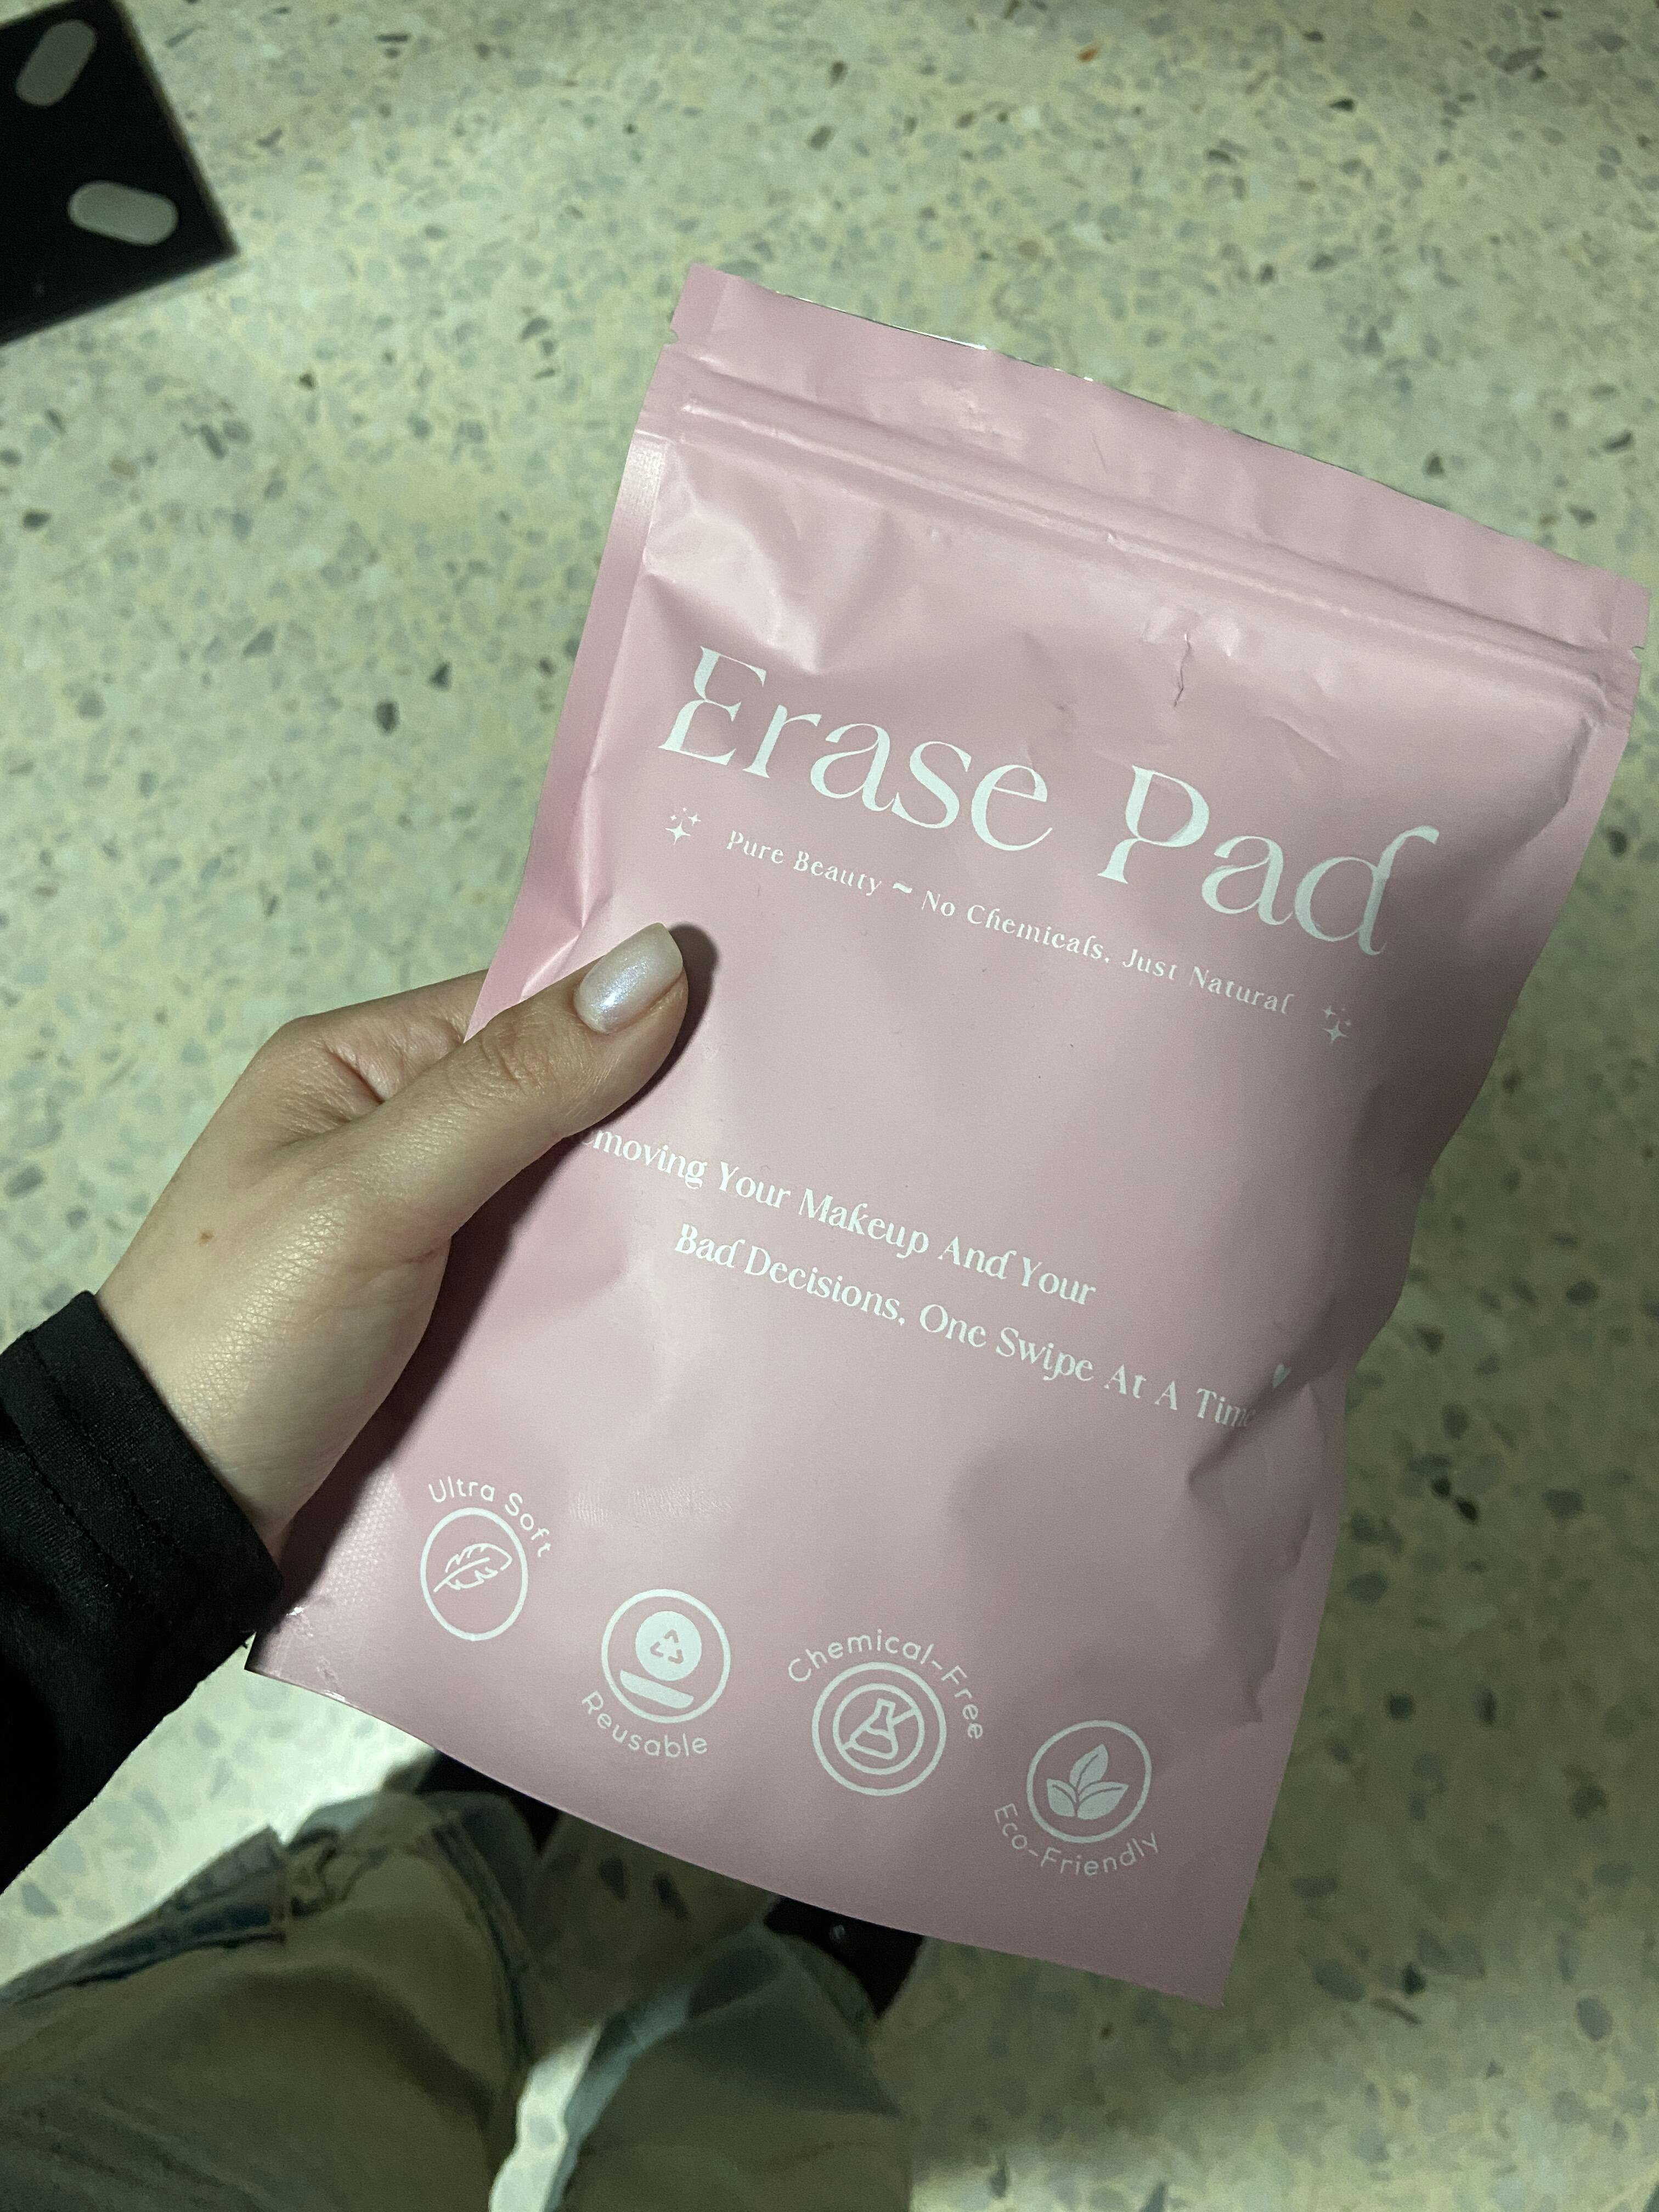 Erase Pad
Pure Beauty ~ No Chemicals, Just Natural
Your Makeup And Your
Bad Decisions, One Swipe At A Time
Ultra Soft
Reusable
Chemical-Free
Eco-Friendly